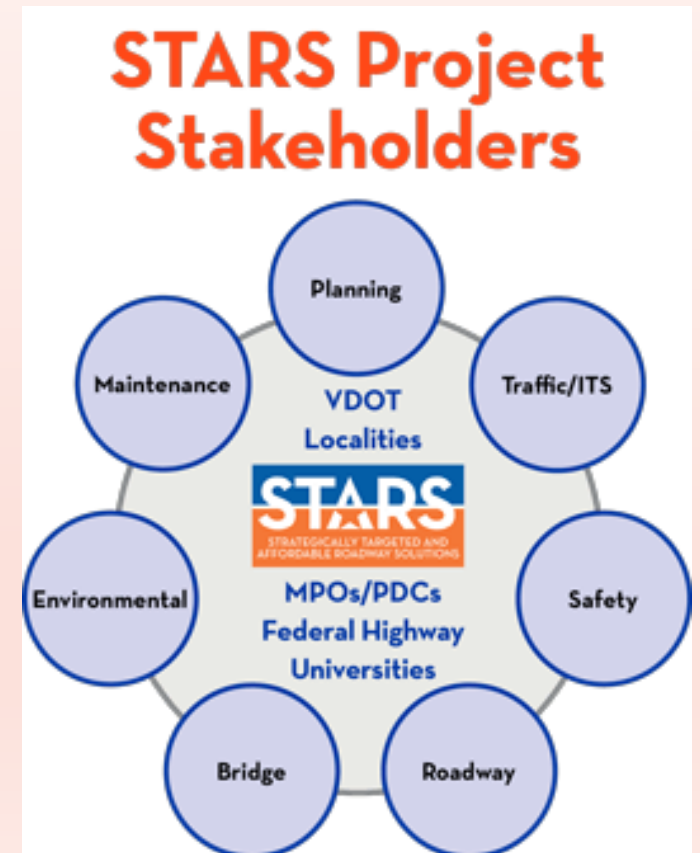 STARS Project
Stakeholders
Planning
Maintenance
Traffic/ITS
VDOT
Localities
STARS
STRATEGICALLY TARGETED AND
AFFORDABLE ROADWAY SOLUTIONS
Environmental
MPOs/PDCs
Federal Highway
Universities
Safety
Bridge
Roadway